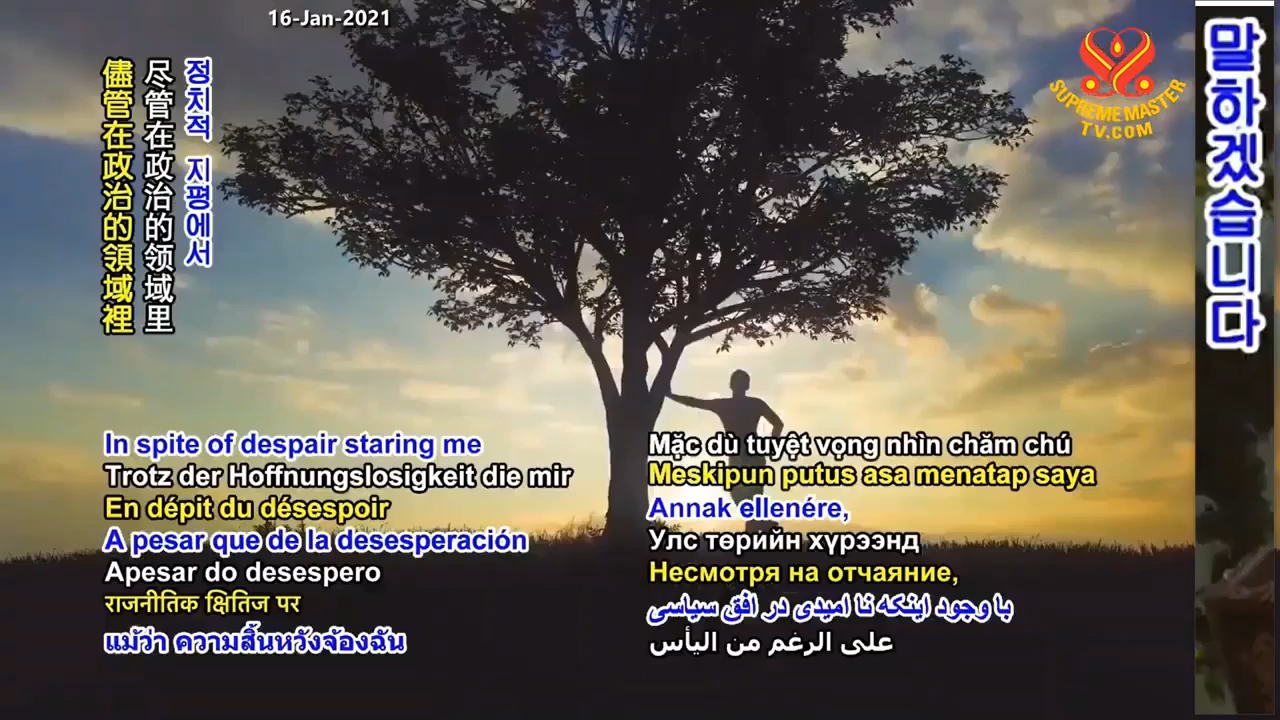 16-Jan-2021
SUPREME MASTER
TV.COM
말하겠습니다
정치적 지평에서
尽管在政治的领域里
儘管在政治的領域裡
In spite of despair staring me
Trotz der Hoffnungslosigkeit die mir
En dépit du désespoir
A pesar que de la desesperación
Apesar do desespero
राजनीतिक क्षितिज पर
แม้ว่า ความสิ้นหวังจ้องฉัน
Mặc dù tuyệt vọng nhìn chăm chú
Meskipun putus asa menatap saya
Annak ellenére,
Улс төрийн хүрээнд
Несмотря на отчаяние,
با وجود اینکه نا امیدی در افق سیاسی
على الرغم من اليأس